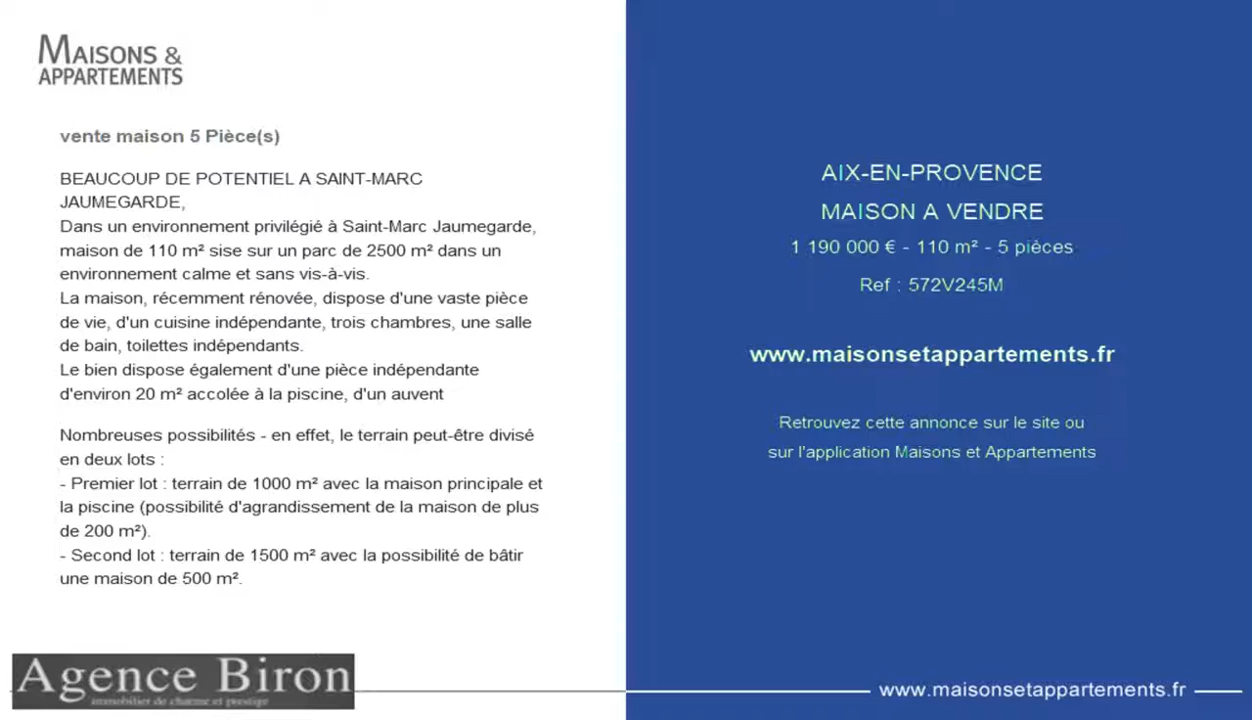 MAISONS &
APPARTEMENTS
vente maison 5 Pièce(s)
BEAUCOUP DE POTENTIEL A SAINT-MARC
JAUMEGARDE,
Dans un environnement privilégié à Saint-Marc Jaumegarde,
maison de 110 m² sise sur un parc de 2500 m² dans un
environnement calme et sans vis-à-vis.
La maison, récemment rénovée, dispose d'une vaste pièce
de vie, d'un cuisine indépendante, trois chambres, une salle
de bain, toilettes indépendants.
Le bien dispose également d'une pièce indépendante
d'environ 20 m² accolée à la piscine, d'un auvent
Nombreuses possibilités - en effet, le terrain peut-être divisé
en deux lots :
- Premier lot : terrain de 1000 m² avec la maison principale et
la piscine (possibilité d'agrandissement de la maison de plus
de 200 m²).
- Second lot : terrain de 1500 m² avec la possibilité de bâtir
une maison de 500 m².
Agence Biron
immobilier de charme et prestige
AIX-EN-PROVENCE
MAISON A VENDRE
1 190 000 € - 110 m² - 5 pièces
Ref : 572V245M
www.maisonsetappartements.fr
Retrouvez cette annonce sur le site ou
sur l'application Maisons et Appartements
www.maisonsetappartements.fr